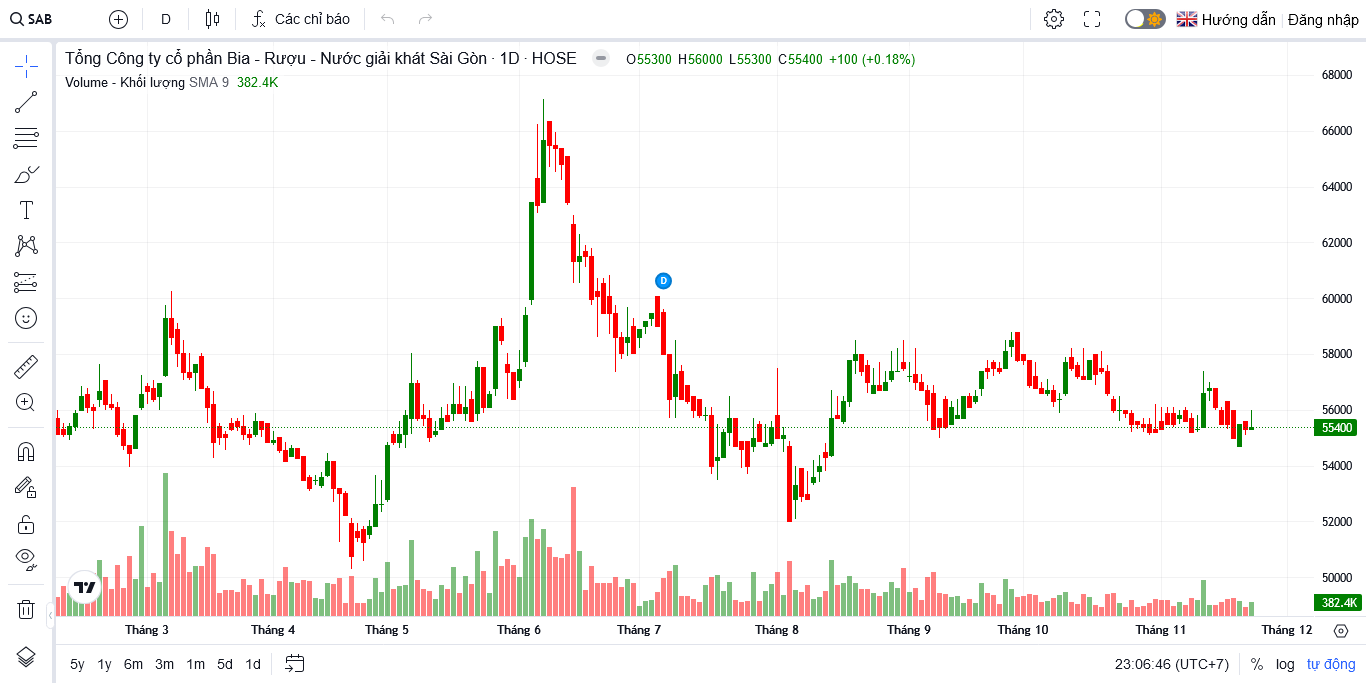 SAB D Các chỉ báo Hướng dẫn Đăng nhập
Tổng Công ty cổ phần Bia - Rượu - Nước giải khát Sài Gòn · 1D · HOSE O55300 H56000 L55300 C55400 +100 (+0.18%)
Volume - Khối lượng SMA 9 382.4K
68000
66000
64000
62000
60000
58000
56000
55400
54000
52000
50000
382.4K
D
Tháng 3 Tháng 4 Tháng 5 Tháng 6 Tháng 7 Tháng 8 Tháng 9 Tháng 10 Tháng 11 Tháng 12
5y 1y 6m 3m 1m 5d 1d 23:06:46 (UTC+7) % log tự động